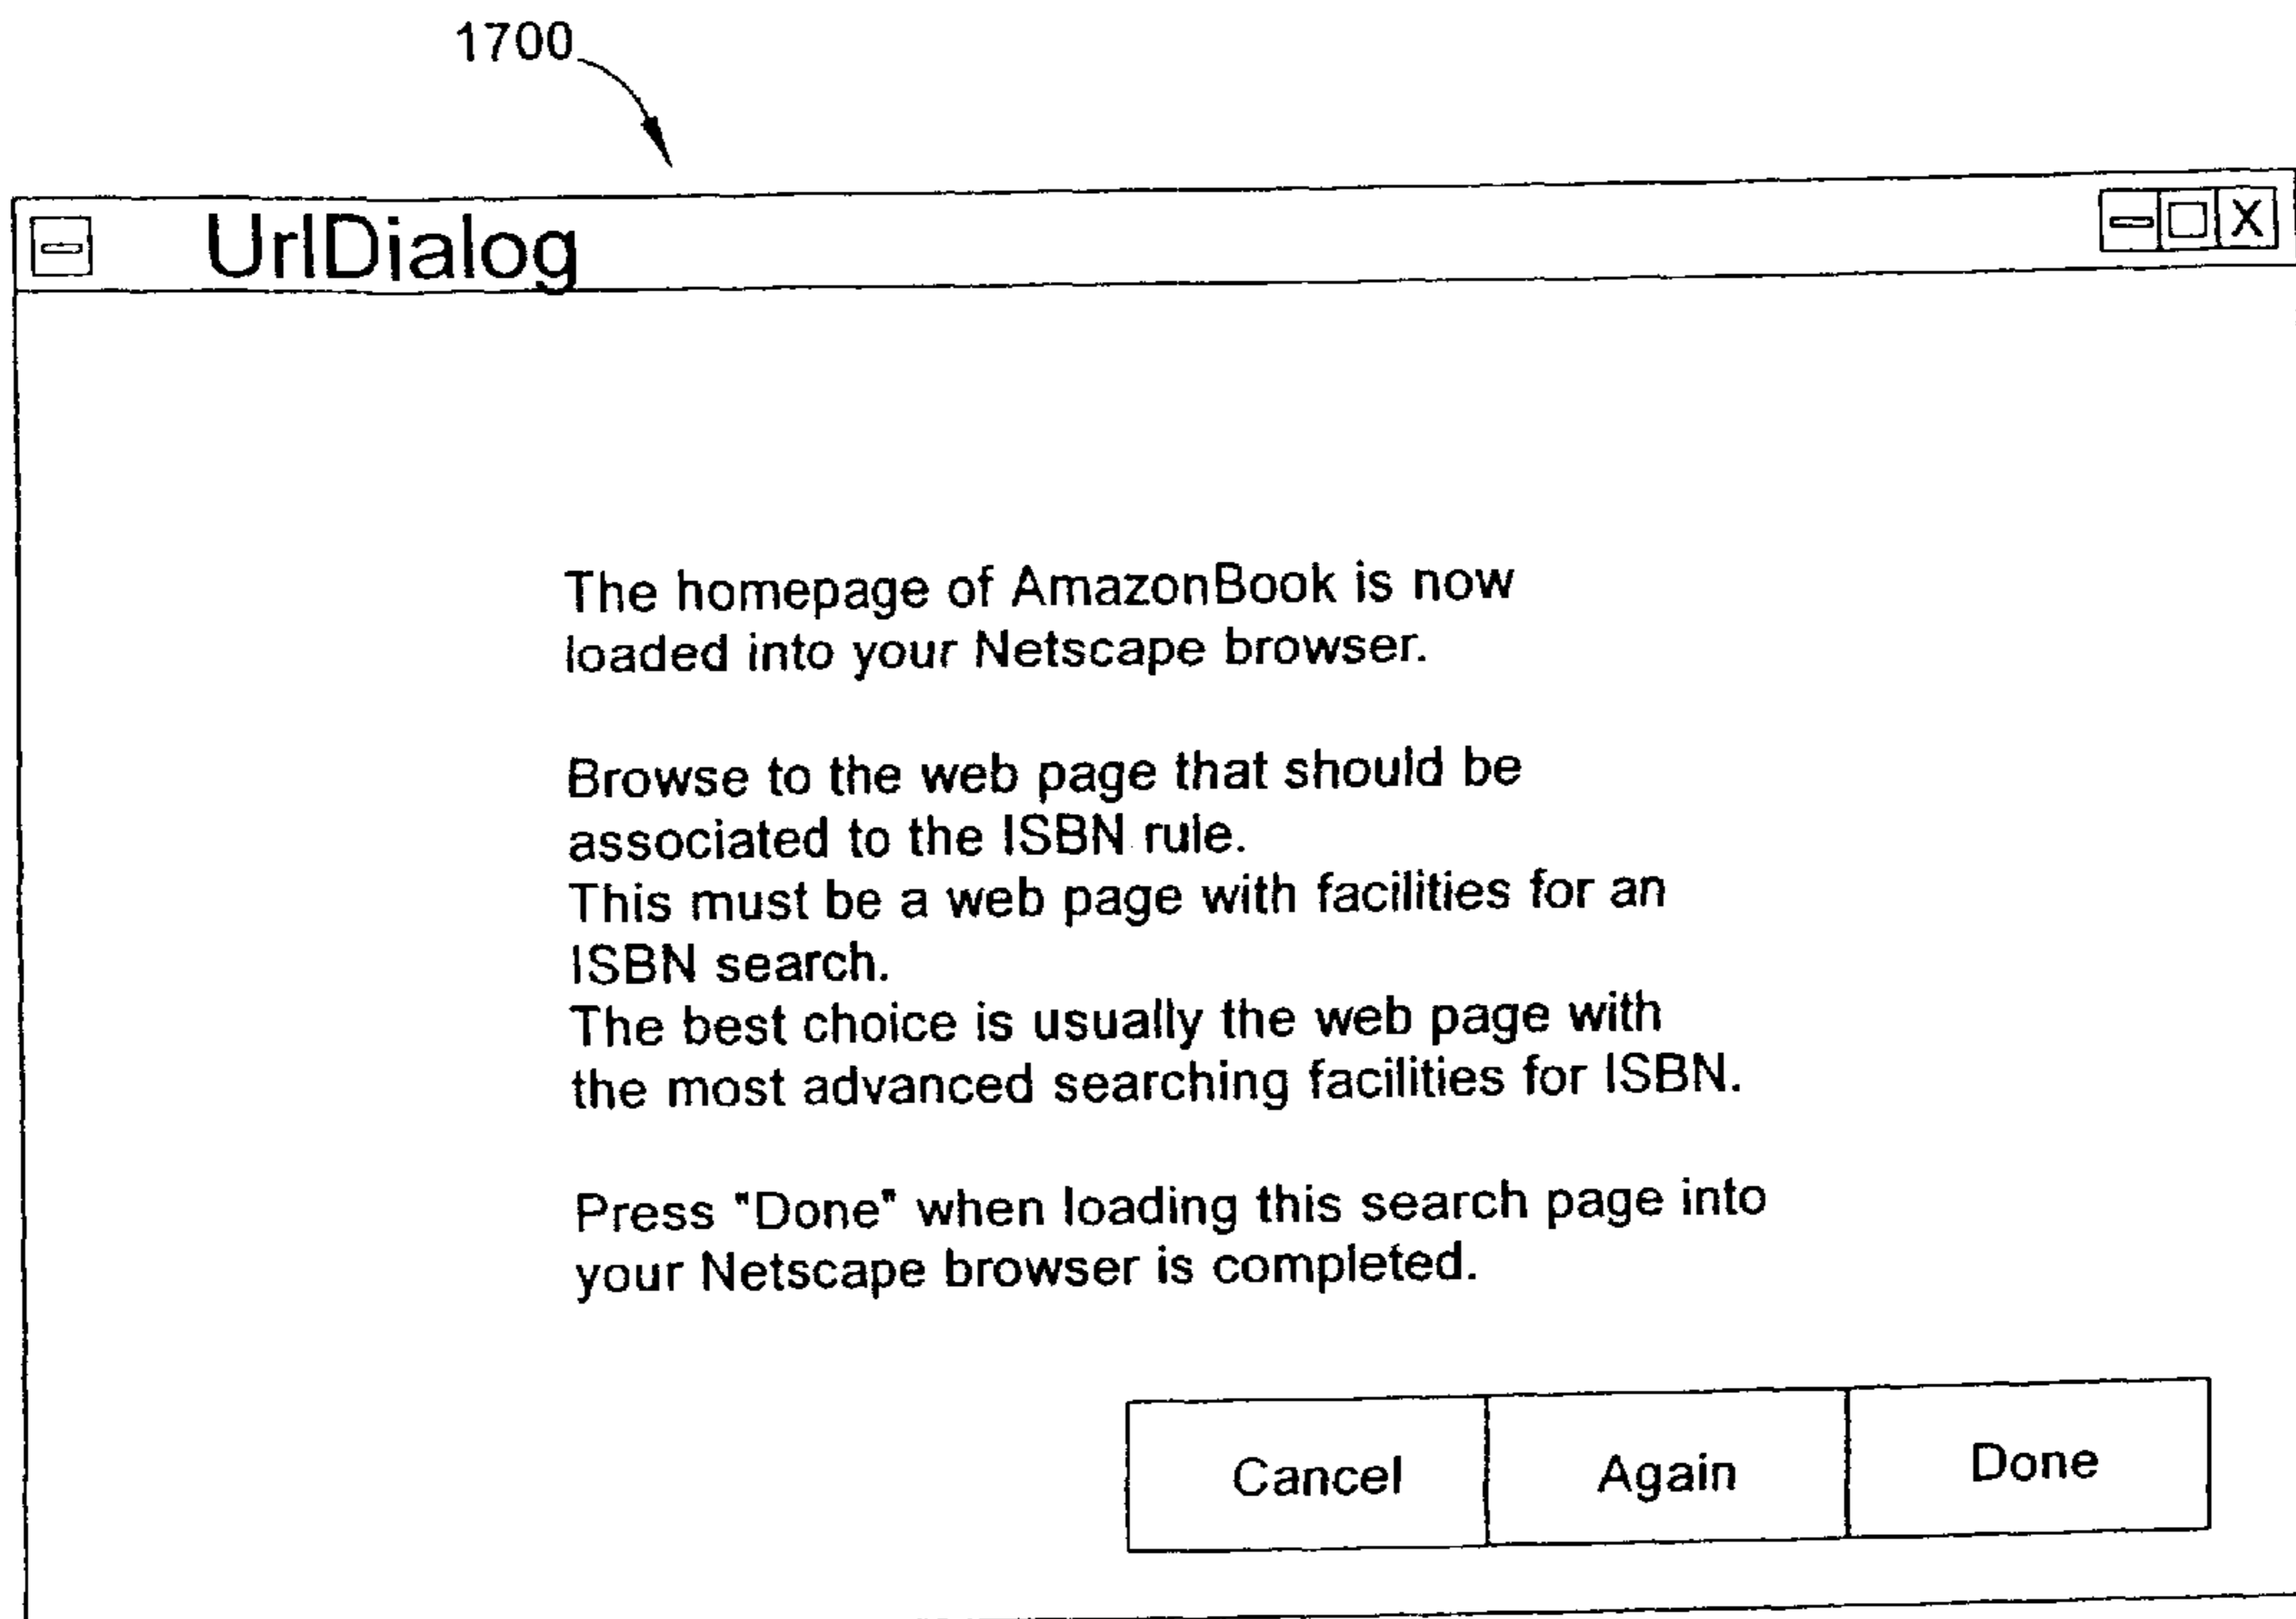 1700
UrlDialog
X
The homepage of AmazonBook is now
loaded into your Netscape browser.
Browse to the web page that should be
associated to the ISBN rule.
This must be a web page with facilities for an
ISBN search.
The best choice is usually the web page with
the most advanced searching facilities for ISBN.
Press "Done" when loading this search page into
your Netscape browser is completed.
Cancel Again Done